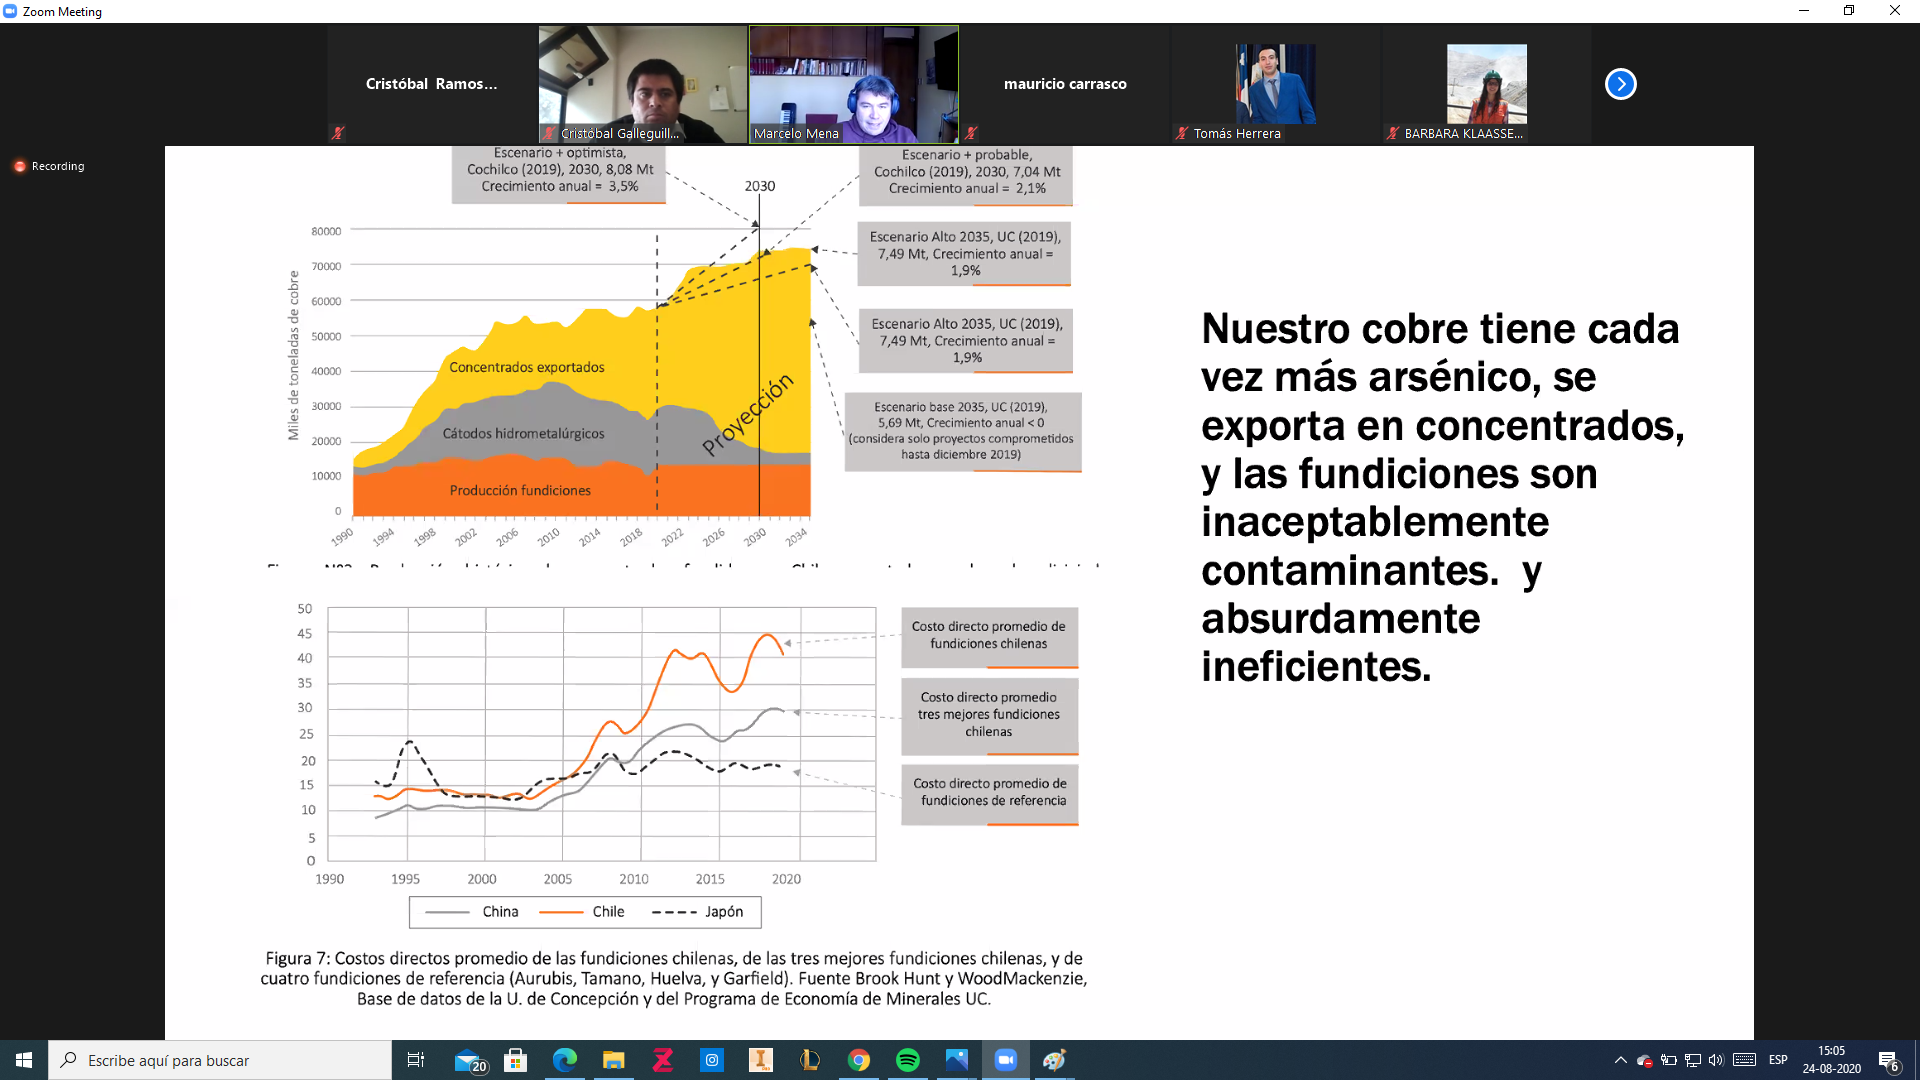 Zoom Meeting
Cristóbal Ramos...
Cristóbal Galleguill...
Marcelo Mena
mauricio carrasco
Tomás Herrera
BARBARA KLAASSE...
Recording
Escenario + optimista,
Cochilco (2019), 2030, 8,08 Mt
Crecimiento anual = 3,5%
2030
Escenario + probable,
Cochilco (2019), 2030, 7,04 Mt
Crecimiento anual = 2,1%
Escenario Alto 2035, UC (2019),
7,49 Mt, Crecimiento anual =
1,9%
Escenario Alto 2035, UC (2019),
7,49 Mt, Crecimiento anual =
1,9%
Escenario base 2035, UC (2019),
5,69 Mt, Crecimiento anual < 0
(considera solo proyectos comprometidos
hasta diciembre 2019)
Miles de toneladas de cobre
80000
70000
60000
50000
40000
30000
20000
10000
0
Concentrados exportados
Cátodos hidrometalúrgicos
Producción fundiciones
Proyección
1990 1994 1998 2002 2006 2010 2014 2018 2022 2026 2030 2034
50
45
40
35
30
25
20
15
10
5
0
1990 1995 2000 2005 2010 2015 2020
Costo directo promedio de
fundiciones chilenas
Costo directo promedio
tres mejores fundiciones
chilenas
Costo directo promedio de
fundiciones de referencia
China Chile Japón
Figura 7: Costos directos promedio de las fundiciones chilenas, de las tres mejores fundiciones chilenas, y de
cuatro fundiciones de referencia (Aurubis, Tamano, Huelva, y Garfield). Fuente Brook Hunt y WoodMackenzie,
Base de datos de la U. de Concepción y del Programa de Economía de Minerales UC.
Nuestro cobre tiene cada
vez más arsénico, se
exporta en concentrados,
y las fundiciones son
inaceptablemente
contaminantes. y
absurdamente
ineficientes.
Escribe aquí para buscar
20
ESP
15:05
24-08-2020
6